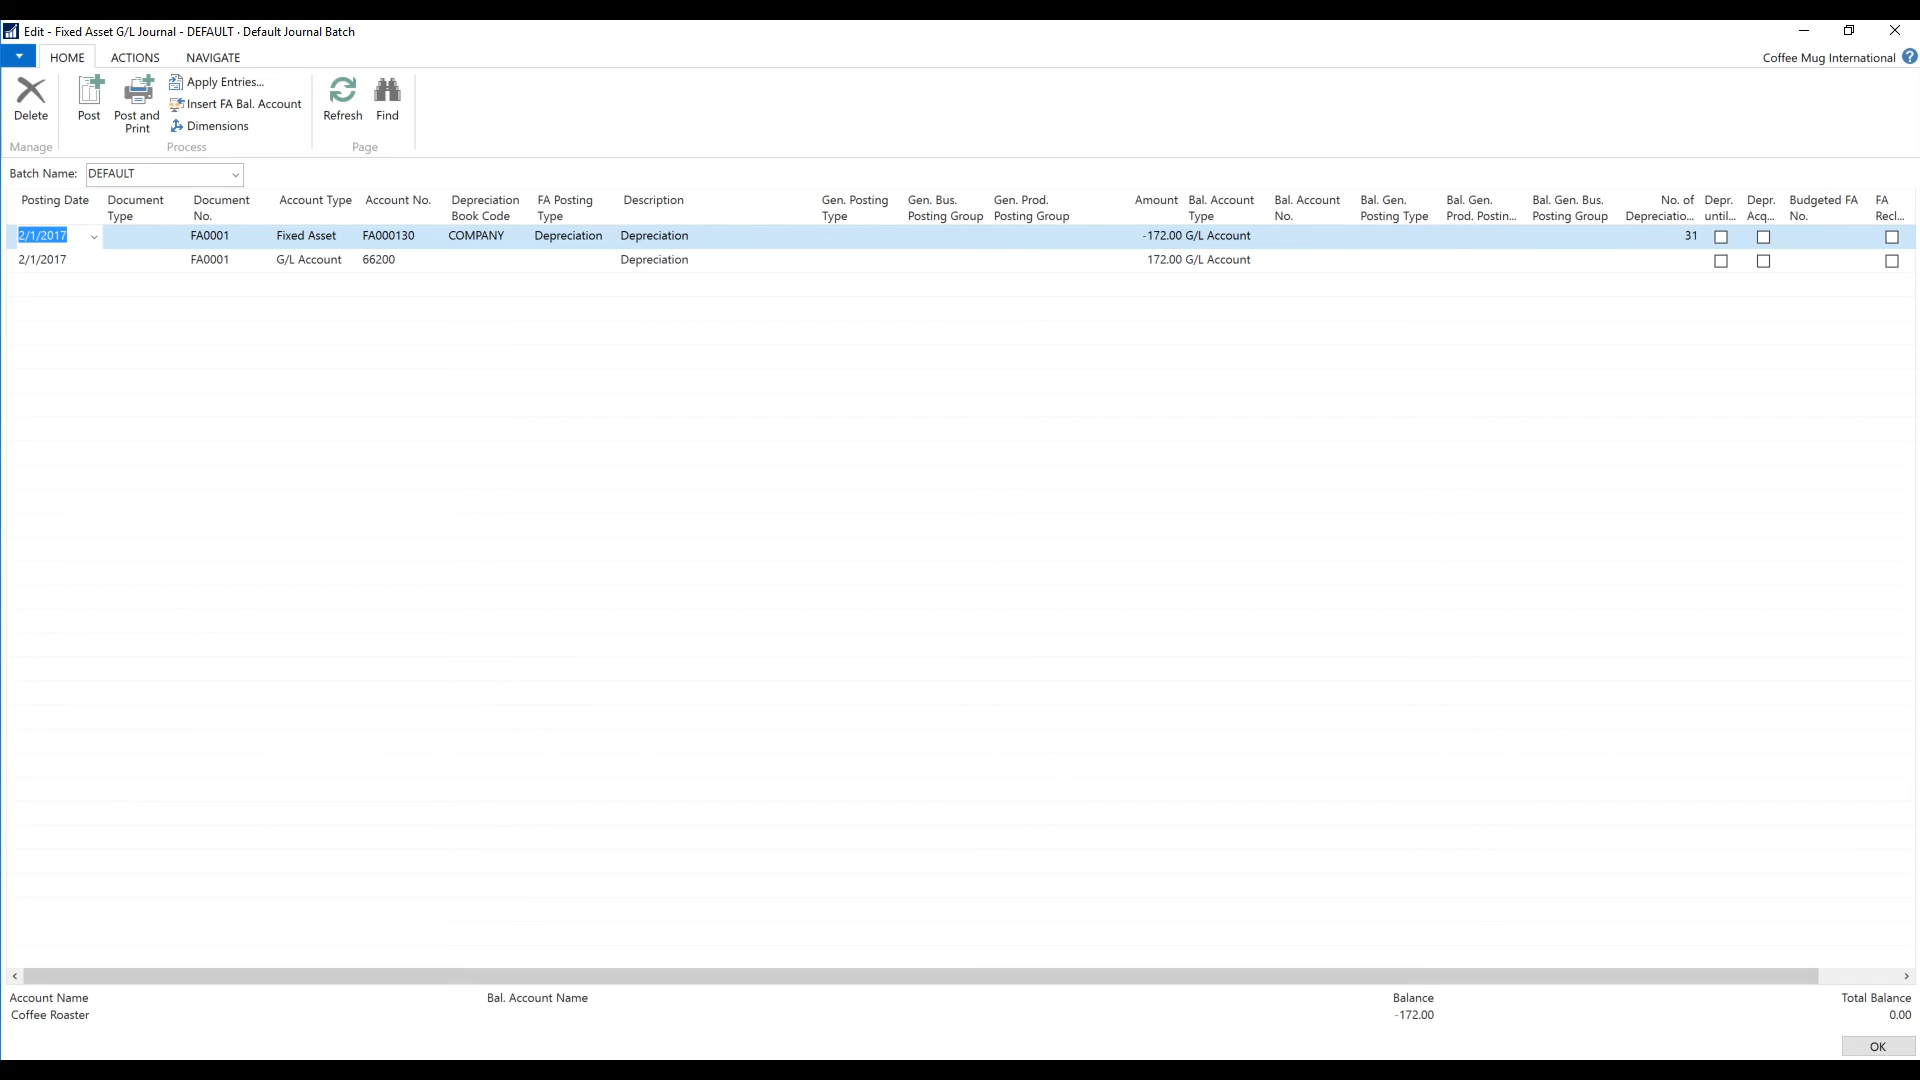 Edit - Fixed Asset G/L Journal - DEFAULT · Default Journal Batch
HOME ACTIONS NAVIGATE Coffee Mug International ?
Delete Post Post and Print Apply Entries... Refresh Find
Insert FA Bal. Account
Dimensions
Manage Process Page
Batch Name: DEFAULT
Posting Date Document Type Document No. Account Type Account No. Depreciation Book Code FA Posting Type Description Gen. Posting Type Gen. Bus. Posting Group Gen. Prod. Posting Group Amount Bal. Account Type Bal. Account No. Bal. Gen. Posting Type Bal. Gen. Prod. Postin... Bal. Gen. Bus. Posting Group No. of Depreciatio... Depr. until... Depr. Acq... Budgeted FA No. FA Recl...
2/1/2017 FA0001 Fixed Asset FA000130 COMPANY Depreciation Depreciation -172.00 G/L Account 31
2/1/2017 FA0001 G/L Account 66200 Depreciation 172.00 G/L Account
Account Name Bal. Account Name Balance Total Balance
Coffee Roaster -172.00 0.00
OK